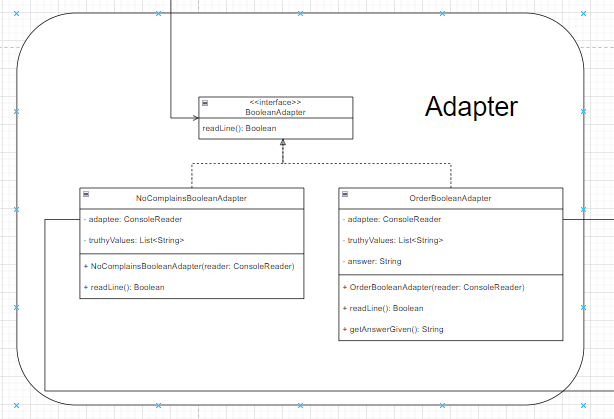 <<interface>>
BooleanAdapter
readLine(): Boolean
Adapter
NoComplainsBooleanAdapter
- adaptee: ConsoleReader
- truthyValues: List<String>
+ NoComplainsBooleanAdapter(reader: ConsoleReader)
+ readLine(): Boolean
OrderBooleanAdapter
- adaptee: ConsoleReader
- truthyValues: List<String>
- answer: String
+ OrderBooleanAdapter(reader: ConsoleReader)
+ readLine(): Boolean
+ getAnswerGiven(): String